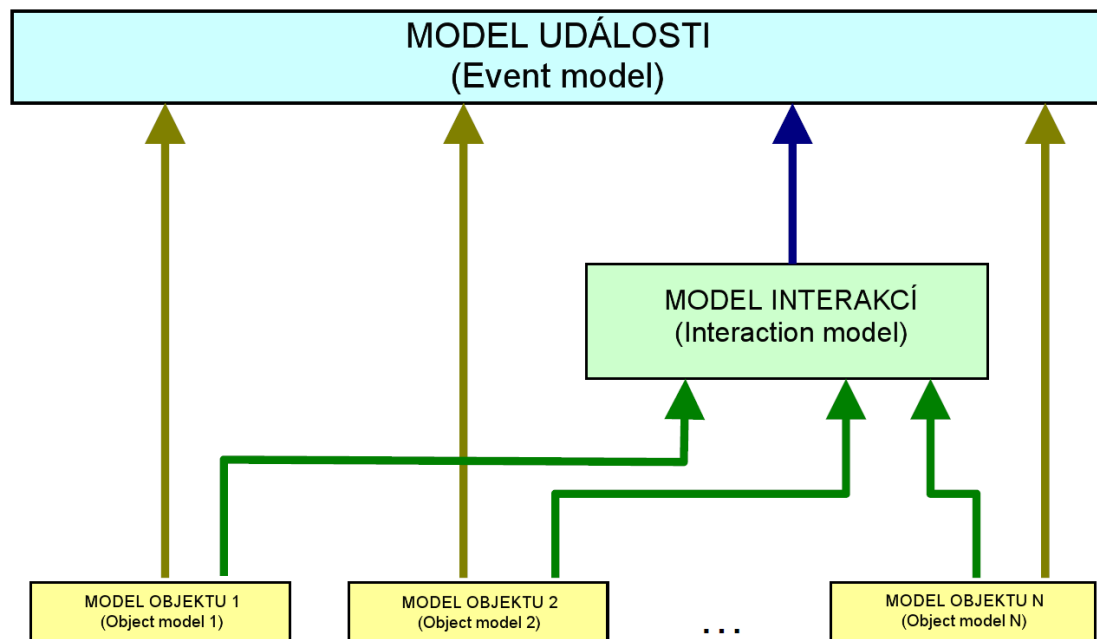 MODEL UDÁLOSTI
(Event model)
MODEL INTERAKCÍ
(Interaction model)
MODEL OBJEKTU 1
(Object model 1)
MODEL OBJEKTU 2
(Object model 2)
...
MODEL OBJEKTU N
(Object model N)